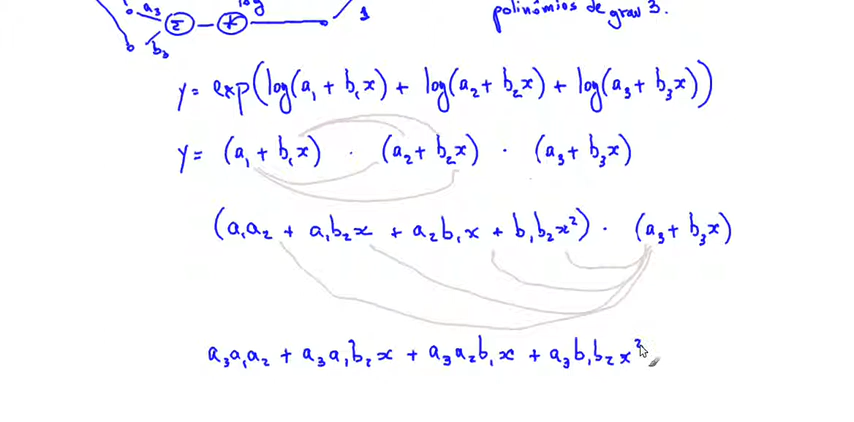 a₃ Σ * log 1
b₃
polinômios de grau 3.
y = exp(log(a₁ + b₁x) + log(a₂ + b₂x) + log(a₃ + b₃x))
y = (a₁ + b₁x) · (a₂ + b₂x) · (a₃ + b₃x)
(a₁a₂ + a₁b₂x + a₂b₁x + b₁b₂x²) · (a₃ + b₃x)
a₃a₁a₂ + a₃a₁b₂x + a₃a₂b₁x + a₃b₁b₂x²